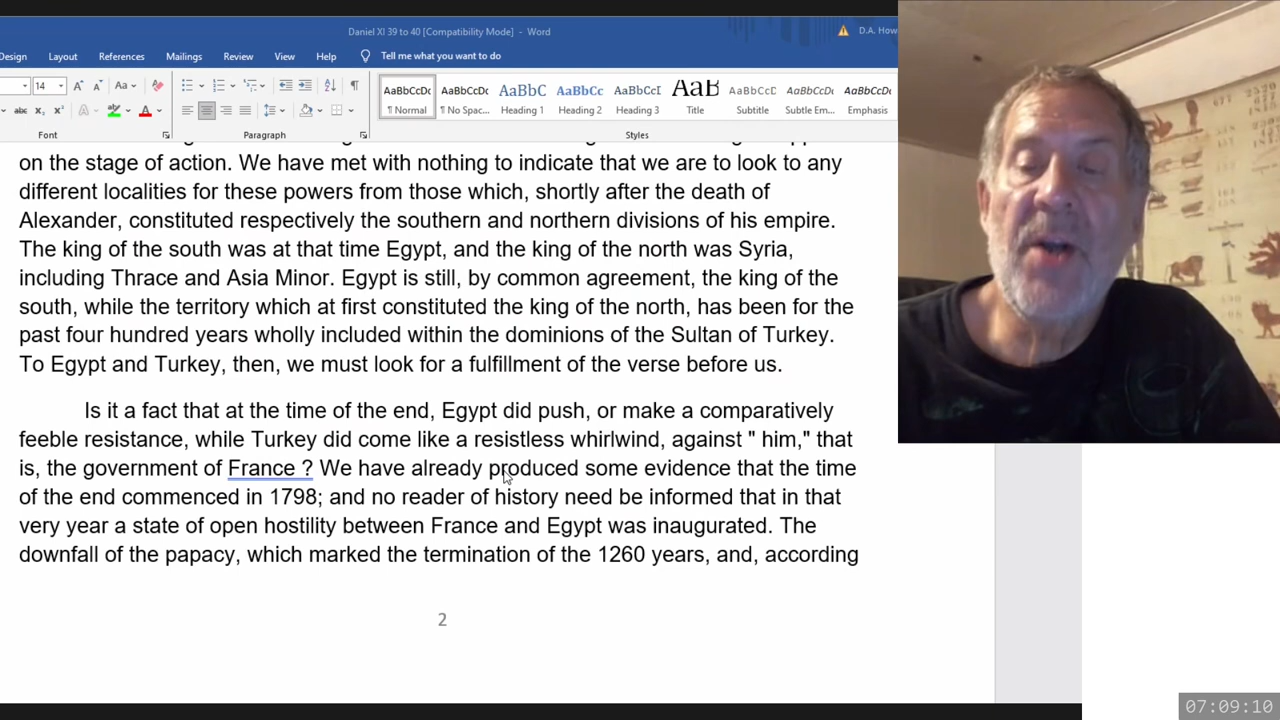 Daniel XI 39 to 40 [Compatibility Mode] - Word
D.A. How
Design Layout References Mailings Review View Help Tell me what you want to do
14 Aa
AaBbCcDc AaBbCcDc AaBbC AaBbCc AaBbCcI AaB AaBbCcD AaBbCcDt AaBbCcDt
¶ Normal ¶ No Spac... Heading 1 Heading 2 Heading 3 Title Subtitle Subtle Em... Emphasis
Font Paragraph Styles
on the stage of action. We have met with nothing to indicate that we are to look to any
different localities for these powers from those which, shortly after the death of
Alexander, constituted respectively the southern and northern divisions of his empire.
The king of the south was at that time Egypt, and the king of the north was Syria,
including Thrace and Asia Minor. Egypt is still, by common agreement, the king of the
south, while the territory which at first constituted the king of the north, has been for the
past four hundred years wholly included within the dominions of the Sultan of Turkey.
To Egypt and Turkey, then, we must look for a fulfillment of the verse before us.
Is it a fact that at the time of the end, Egypt did push, or make a comparatively
feeble resistance, while Turkey did come like a resistless whirlwind, against " him," that
is, the government of France ? We have already produced some evidence that the time
of the end commenced in 1798; and no reader of history need be informed that in that
very year a state of open hostility between France and Egypt was inaugurated. The
downfall of the papacy, which marked the termination of the 1260 years, and, according
2
07:09:10